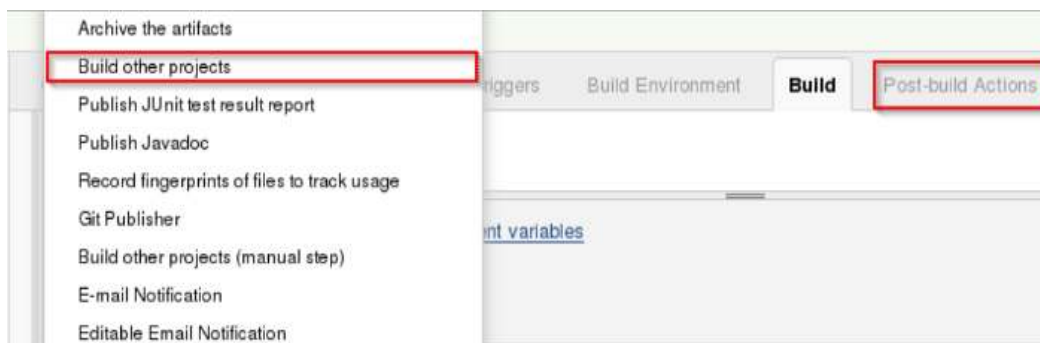 Archive the artifacts
Build other projects
Publish JUnit test result report
Publish Javadoc
Record fingerprints of files to track usage
Git Publisher
Build other projects (manual step)
E-mail Notification
Editable Email Notification
Build Environment
Build
Post-build Actions
variables